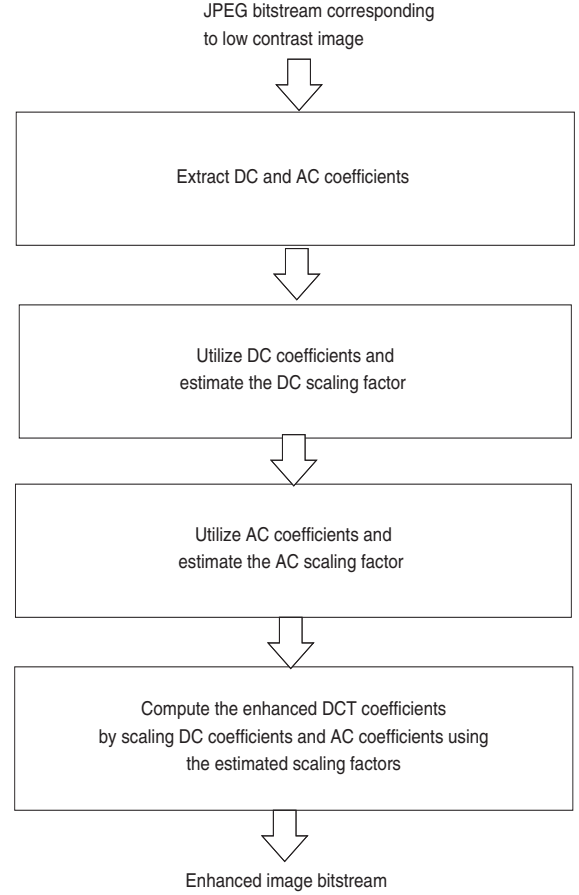 JPEG bitstream corresponding
to low contrast image
Extract DC and AC coefficients
Utilize DC coefficients and
estimate the DC scaling factor
Utilize AC coefficients and
estimate the AC scaling factor
Compute the enhanced DCT coefficients
by scaling DC coefficients and AC coefficients using
the estimated scaling factors
Enhanced image bitstream